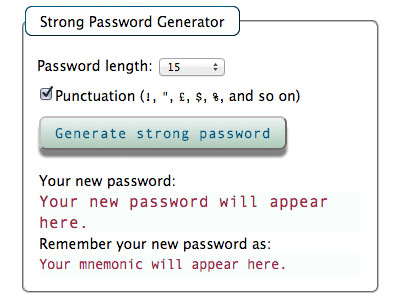 Strong Password Generator
Password length: 15
Punctuation (!, ", £, $, %, and so on)
Generate strong password
Your new password:
Your new password will appear
here.
Remember your new password as:
Your mnemonic will appear here.